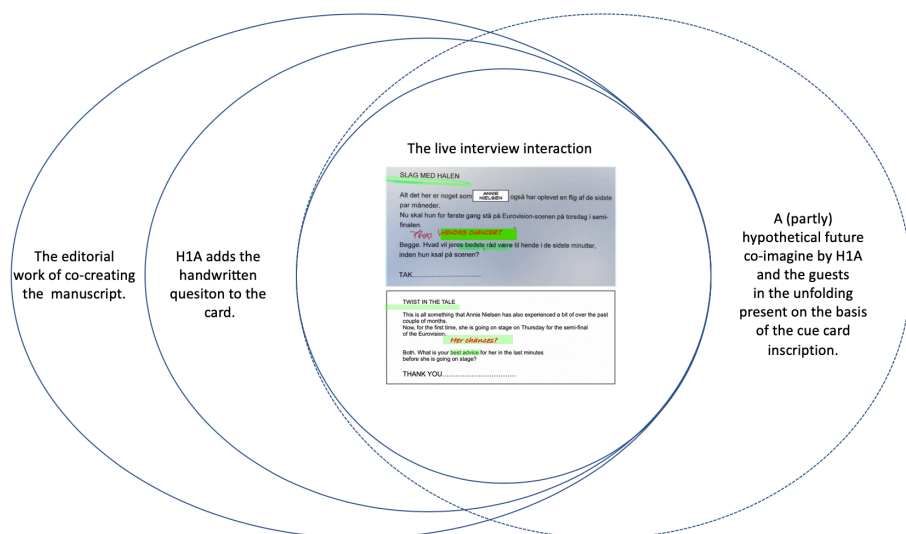 The live interview interaction
SLAG MED HALEN
Alt det her er noget som ANNIE NIELSEN også har oplevet en flig af de sidste
par måneder.
Nu skal hun for første gang stå på Eurovision-scenen på torsdag i semi-
finalen.
HENDES CHANCER?
Begge. Hvad vil jeres bedste råd være til hende i de sidste minutter,
inden hun ksal på scenen?
TAK
TWIST IN THE TALE
This is all something that Annie Nielsen has also experienced a bit of over the past
couple of months.
Now, for the first time, she is going on stage on Thursday for the semi-final
of the Eurovision.
Her chances?
Both. What is your best advice for her in the last minutes
before she is going on stage?
THANK YOU................................
The editorial
work of co-creating
the manuscript.
H1A adds the
handwritten
quesiton to the
card.
A (partly)
hypothetical future
co-imagine by H1A
and the guests
in the unfolding
present on the basis
of the cue card
inscription.